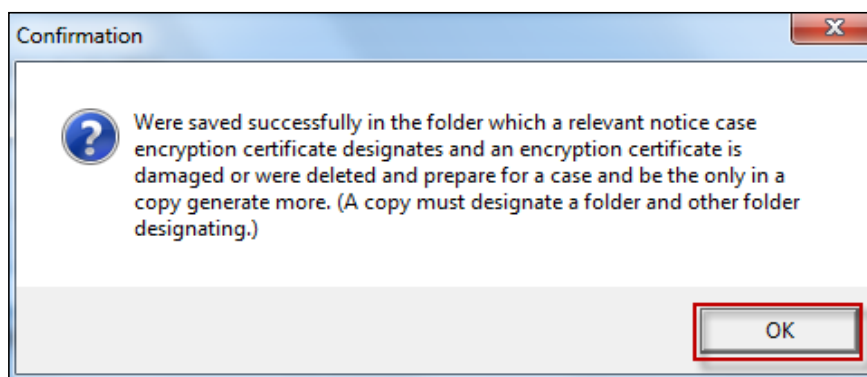 Confirmation
Were saved successfully in the folder which a relevant notice case
encryption certificate designates and an encryption certificate is
damaged or were deleted and prepare for a case and be the only in a
copy generate more. (A copy must designate a folder and other folder
designating.)
OK